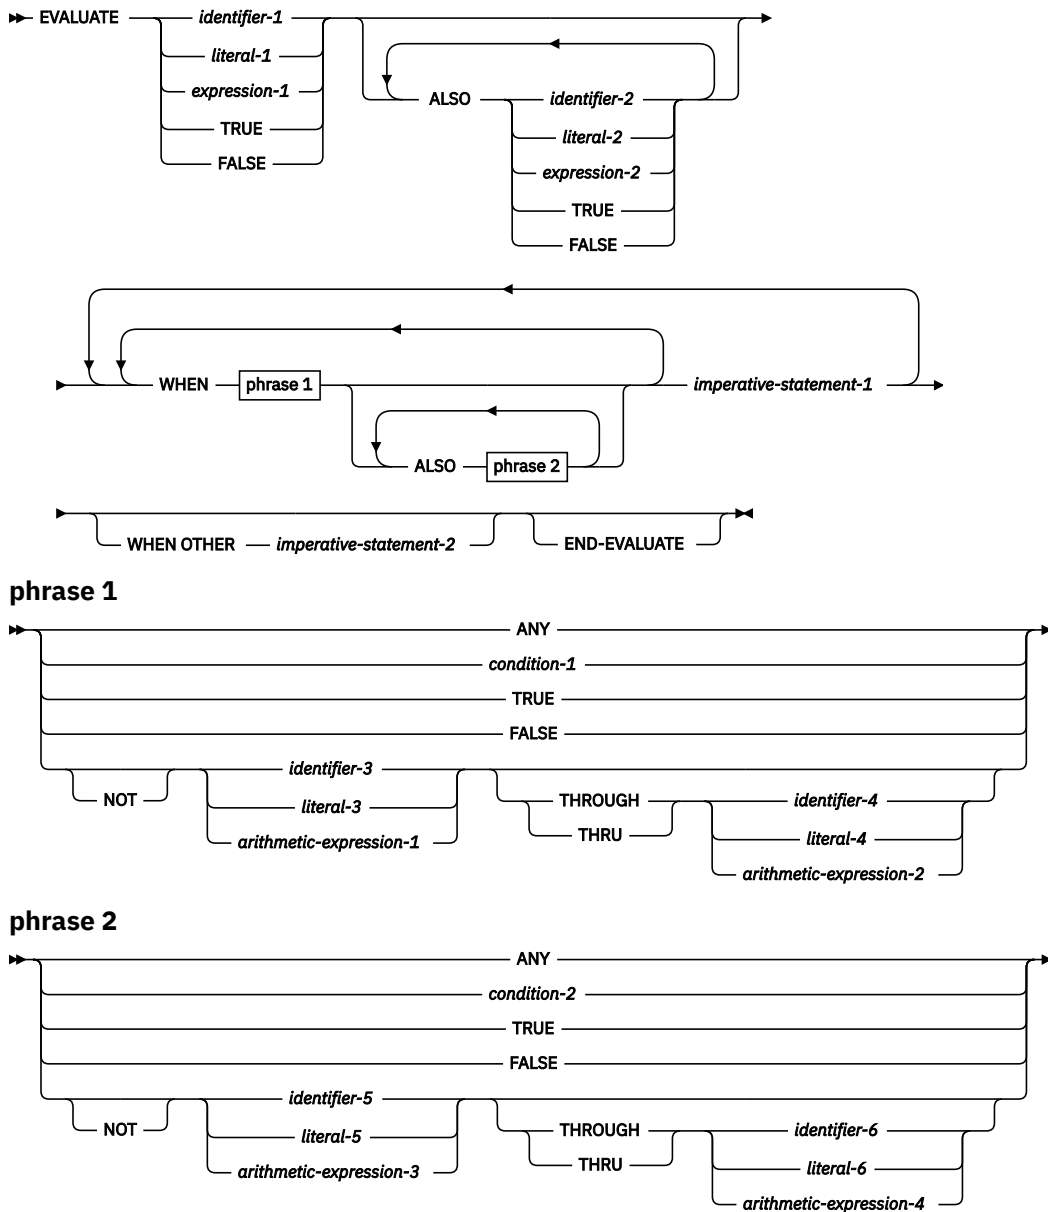 EVALUATE identifier-1
literal-1
expression-1
TRUE
FALSE
ALSO identifier-2
literal-2
expression-2
TRUE
FALSE
WHEN phrase 1 imperative-statement-1
ALSO phrase 2
WHEN OTHER imperative-statement-2 END-EVALUATE
phrase 1
ANY
condition-1
TRUE
FALSE
identifier-3
NOT literal-3 THROUGH identifier-4
arithmetic-expression-1 THRU literal-4
arithmetic-expression-2
phrase 2
ANY
condition-2
TRUE
FALSE
identifier-5
NOT literal-5 THROUGH identifier-6
arithmetic-expression-3 THRU literal-6
arithmetic-expression-4